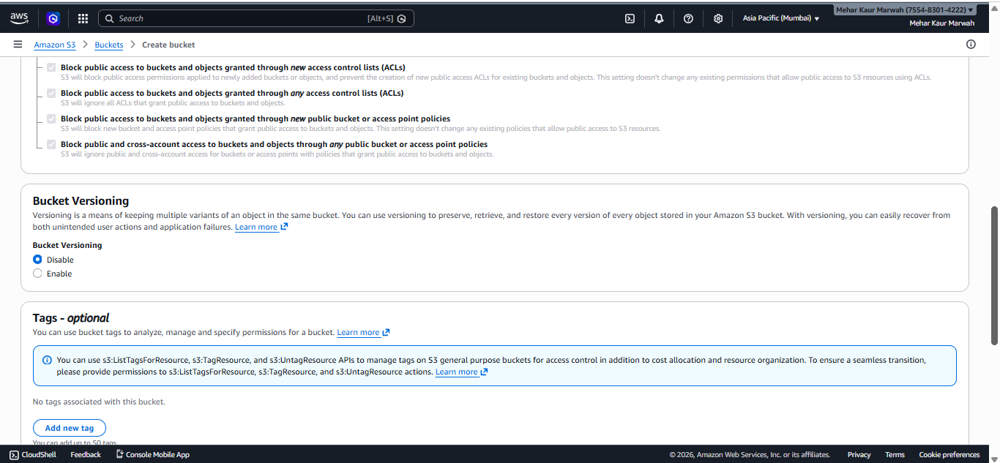 aws
Search
[Alt+S]
Asia Pacific (Mumbai)
Mehar Kaur Marwah (7554-8301-4222)
Mehar Kaur Marwah
Amazon S3 > Buckets > Create bucket
Block public access to buckets and objects granted through new access control lists (ACLs)
S3 will block public access permissions applied to newly added buckets or objects, and prevent the creation of new public access ACLs for existing buckets and objects. This setting doesn't change any existing permissions that allow public access to S3 resources using ACLs.
Block public access to buckets and objects granted through any access control lists (ACLs)
S3 will ignore all ACLs that grant public access to buckets and objects.
Block public access to buckets and objects granted through new public bucket or access point policies
S3 will block new bucket and access point policies that grant public access to buckets and objects. This setting doesn't change any existing policies that allow public access to S3 resources.
Block public and cross-account access to buckets and objects through any public bucket or access point policies
S3 will ignore public and cross-account access for buckets or access points with policies that grant public access to buckets and objects.
Bucket Versioning
Versioning is a means of keeping multiple variants of an object in the same bucket. You can use versioning to preserve, retrieve, and restore every version of every object stored in your Amazon S3 bucket. With versioning, you can easily recover from
both unintended user actions and application failures. Learn more
Bucket Versioning
Disable
Enable
Tags - optional
You can use bucket tags to analyze, manage and specify permissions for a bucket. Learn more
You can use s3:ListTagsForResource, s3:TagResource, and s3:UntagResource APIs to manage tags on S3 general purpose buckets for access control in addition to cost allocation and resource organization. To ensure a seamless transition,
please provide permissions to s3:ListTagsForResource, s3:TagResource, and s3:UntagResource actions. Learn more
No tags associated with this bucket.
Add new tag
You can add up to 50 tags
CloudShell
Feedback
Console Mobile App
© 2026, Amazon Web Services, Inc. or its affiliates.
Privacy
Terms
Cookie preferences